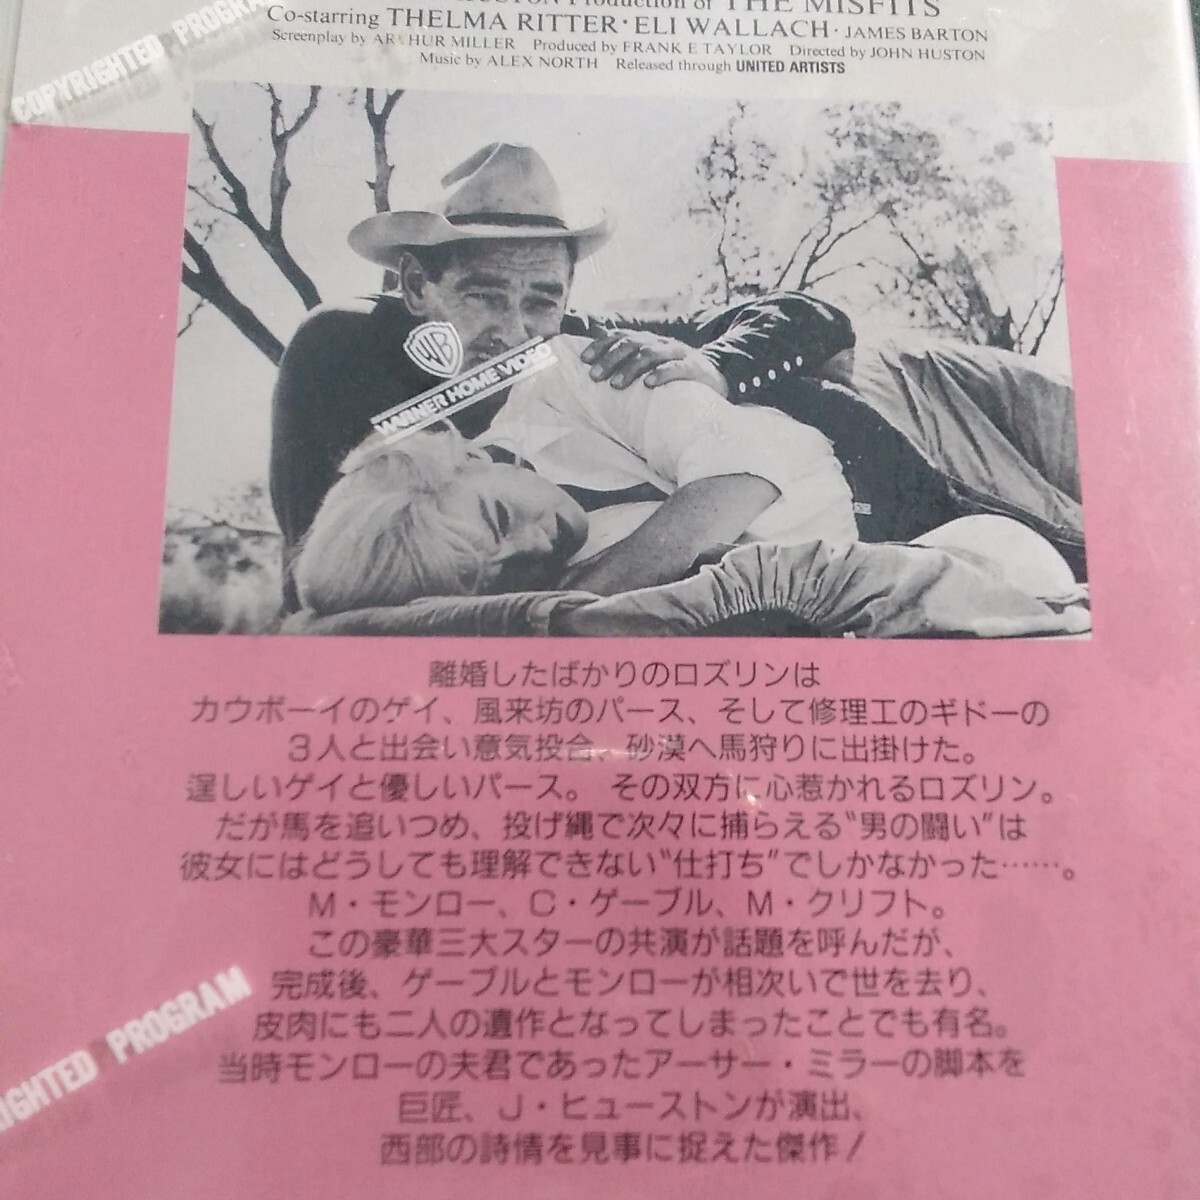 HUSTON Production of THE MISFITS
Co-starring THELMA RITTER · ELI WALLACH · JAMES BARTON
Screenplay by ARTHUR MILLER Produced by FRANK E TAYLOR Directed by JOHN HUSTON
Music by ALEX NORTH Released through UNITED ARTISTS
COPYRIGHTED PROGRAM
WB
WARNER HOME VIDEO
離婚したばかりのロズリンは
カウボーイのゲイ、風来坊のパース、そして修理工のギドーの
3人と出会い意気投合、砂漠へ馬狩りに出掛けた。
逞しいゲイと優しいパース。その双方に心惹かれるロズリン。
だが馬を追いつめ、投げ縄で次々に捕らえる"男の闘い"は
彼女にはどうしても理解できない"仕打ち"でしかなかった……。
M・モンロー、C・ゲーブル、M・クリフト。
この豪華三大スターの共演が話題を呼んだが、
完成後、ゲーブルとモンローが相次いで世を去り、
皮肉にも二人の遺作となってしまったことでも有名。
当時モンローの夫君であったアーサー・ミラーの脚本を
巨匠、J・ヒューストンが演出、
西部の詩情を見事に捉えた傑作!
RIGHTED PROGRAM